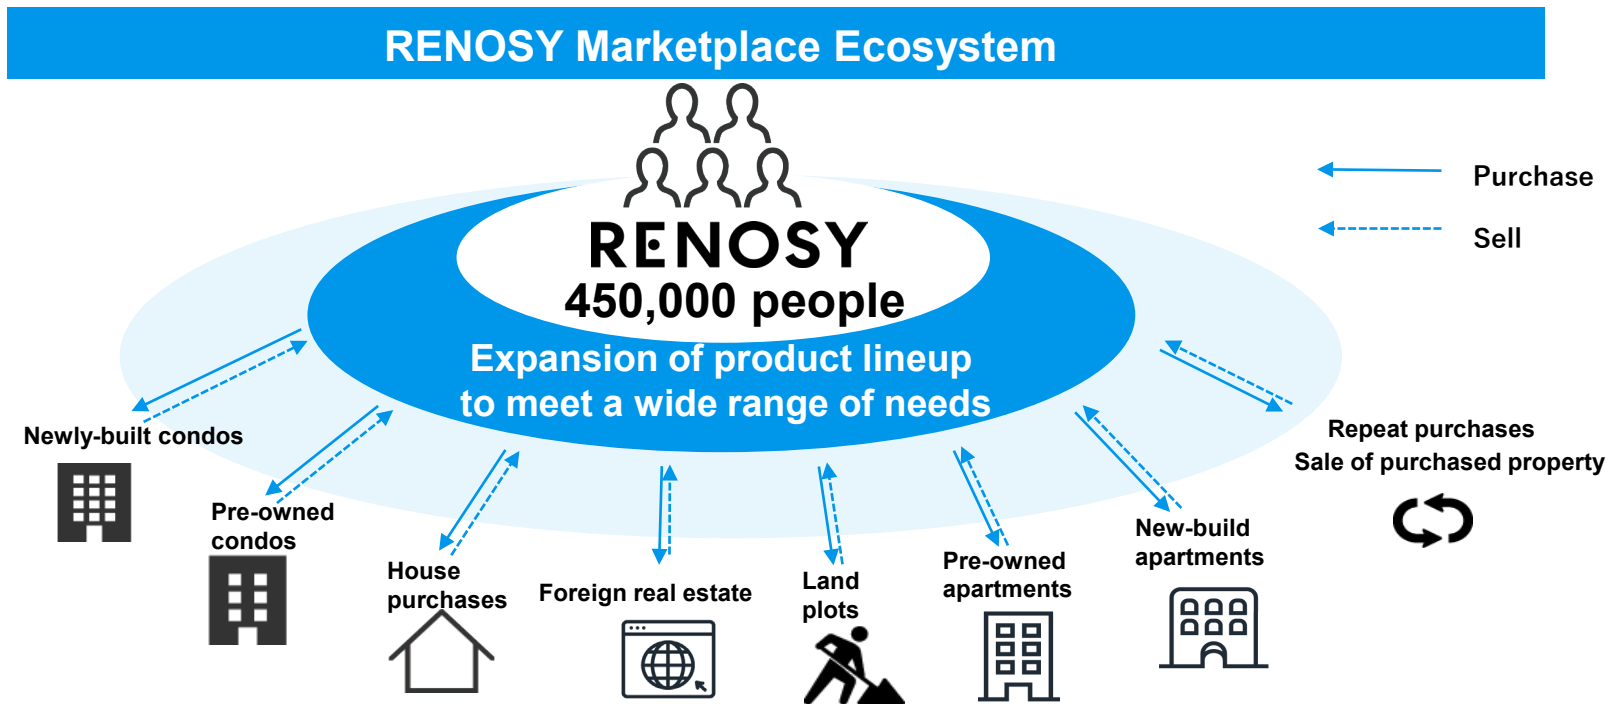 RENOSY Marketplace Ecosystem
Purchase
Sell
RENOSY
450,000 people
Expansion of product lineup
to meet a wide range of needs
Newly-built condos
Pre-owned
condos
House
purchases
Foreign real estate
Land
plots
Pre-owned
apartments
New-build
apartments
Repeat purchases
Sale of purchased property